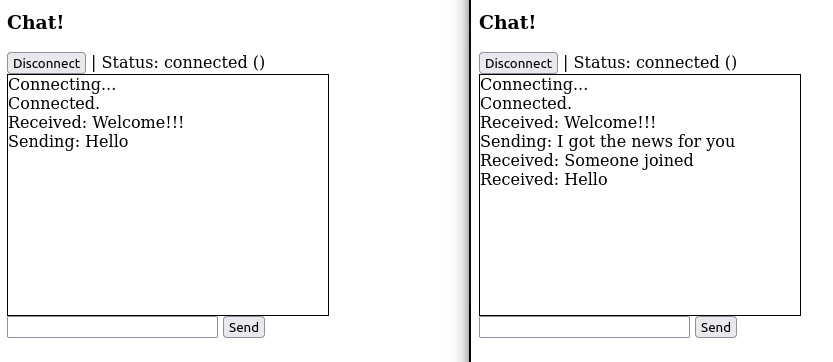 Chat!
Disconnect | Status: connected ()
Connecting...
Connected.
Received: Welcome!!!
Sending: Hello
Send
Chat!
Disconnect | Status: connected ()
Connecting...
Connected.
Received: Welcome!!!
Sending: I got the news for you
Received: Someone joined
Received: Hello
Send